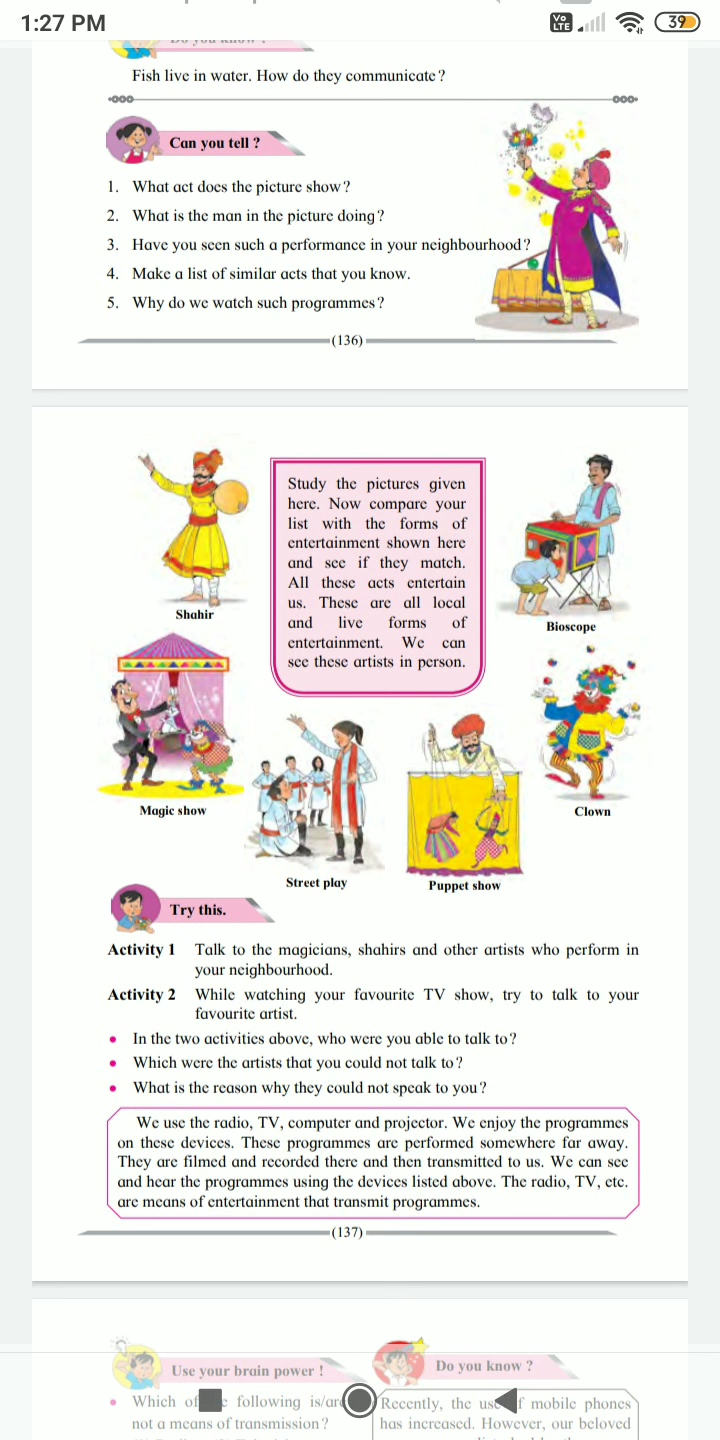 1:27 PM
Vo
LTE
39
Do you know ?
Fish live in water. How do they communicate?
Can you tell ?
1. What act does the picture show?
2. What is the man in the picture doing?
3. Have you seen such a performance in your neighbourhood?
4. Make a list of similar acts that you know.
5. Why do we watch such programmes?
(136)
Study the pictures given
here. Now compare your
list with the forms of
entertainment shown here
and see if they match.
All these acts entertain
us. These are all local
and live forms of
entertainment. We can
see these artists in person.
Shahir
Bioscope
Magic show
Clown
Street play
Puppet show
Try this.
Activity 1 Talk to the magicians, shahirs and other artists who perform in
your neighbourhood.
Activity 2 While watching your favourite TV show, try to talk to your
favourite artist.
• In the two activities above, who were you able to talk to?
• Which were the artists that you could not talk to?
• What is the reason why they could not speak to you?
We use the radio, TV, computer and projector. We enjoy the programmes
on these devices. These programmes are performed somewhere far away.
They are filmed and recorded there and then transmitted to us. We can see
and hear the programmes using the devices listed above. The radio, TV, etc.
are means of entertainment that transmit programmes.
(137)
Use your brain power !
• Which of following is/are
not a means of transmission?
Do you know ?
Recently, the use of mobile phones
has increased. However, our beloved